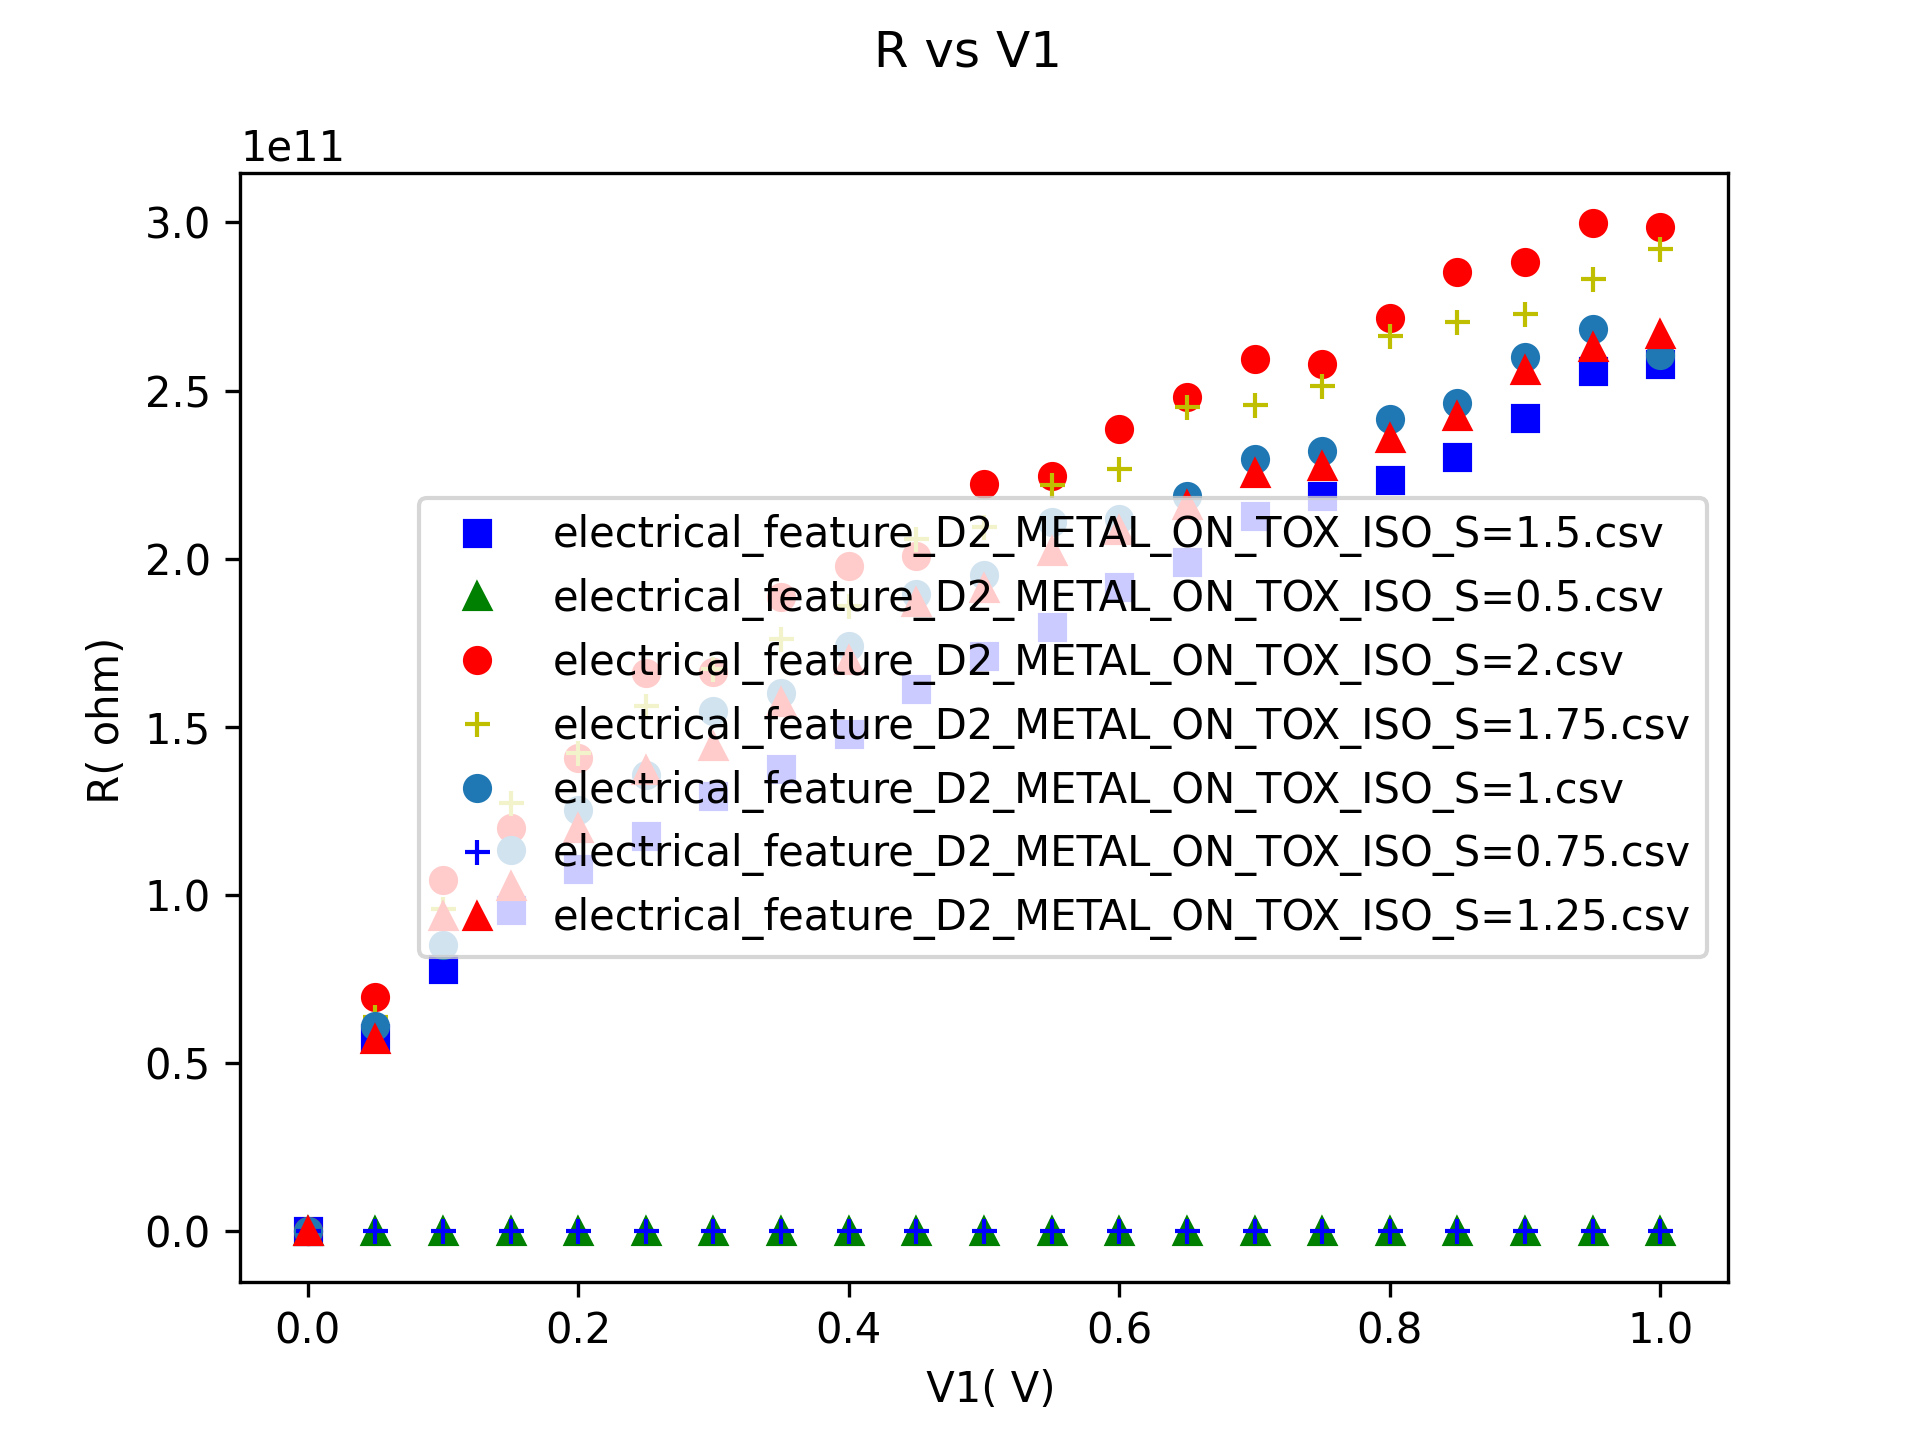 R vs V1
1e11
3.0
2.5
2.0
1.5
1.0
0.5
0.0
R( ohm)
electrical_feature_D2_METAL_ON_TOX_ISO_S=1.5.csv
electrical_feature_D2_METAL_ON_TOX_ISO_S=0.5.csv
electrical_feature_D2_METAL_ON_TOX_ISO_S=2.csv
electrical_feature_D2_METAL_ON_TOX_ISO_S=1.75.csv
electrical_feature_D2_METAL_ON_TOX_ISO_S=1.csv
electrical_feature_D2_METAL_ON_TOX_ISO_S=0.75.csv
electrical_feature_D2_METAL_ON_TOX_ISO_S=1.25.csv
0.0 0.2 0.4 0.6 0.8 1.0
V1( V)